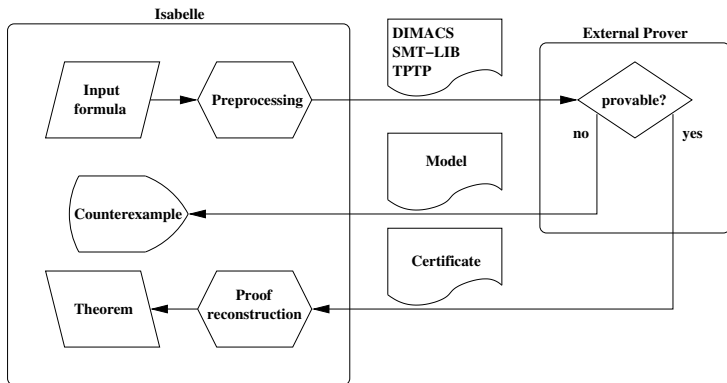 Isabelle
DIMACS
SMT−LIB
TPTP
External Prover
Input
formula
Preprocessing
provable?
no
yes
Model
Counterexample
Certificate
Theorem
Proof
reconstruction